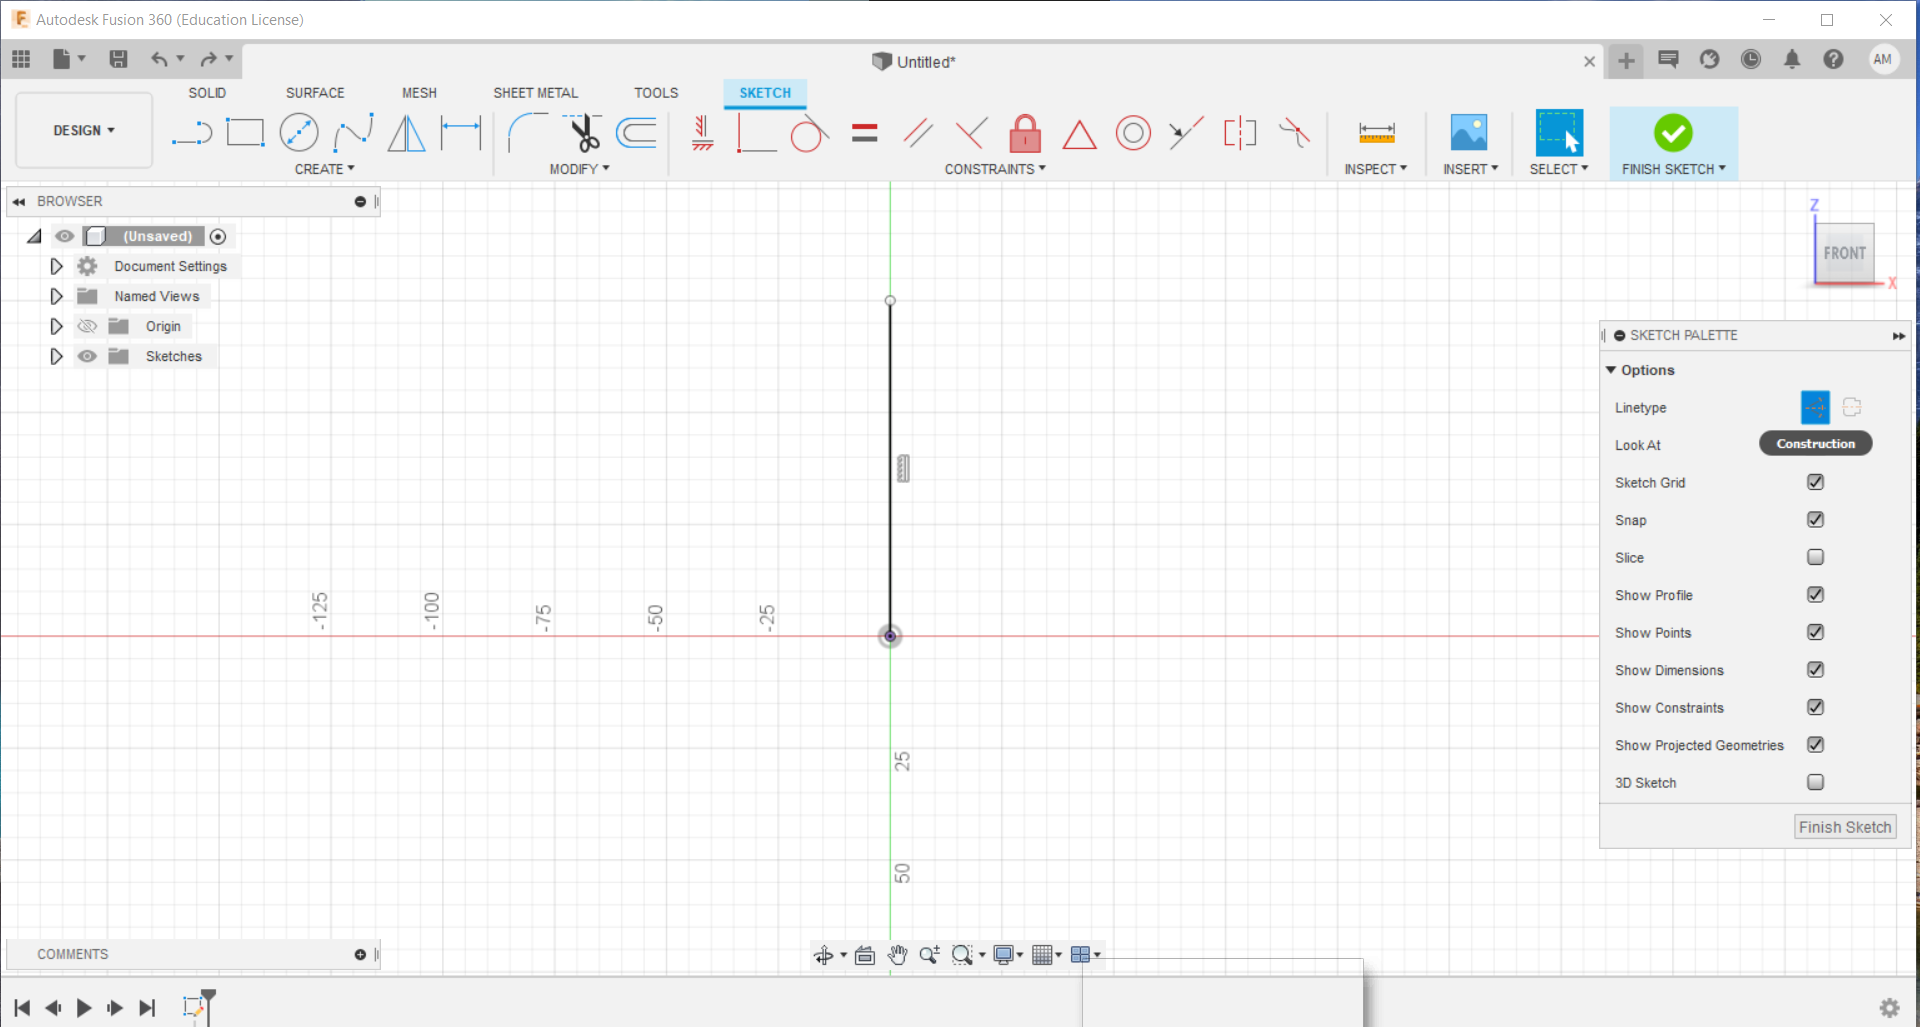 Autodesk Fusion 360 (Education License)
Untitled*
AM
SOLID SURFACE MESH SHEET METAL TOOLS SKETCH
DESIGN
CREATE MODIFY CONSTRAINTS INSPECT INSERT SELECT FINISH SKETCH
BROWSER
(Unsaved)
Document Settings
Named Views
Origin
Sketches
Z
FRONT
X
SKETCH PALETTE
Options
Linetype
Look At
Construction
Sketch Grid
Snap
Slice
Show Profile
Show Points
Show Dimensions
Show Constraints
Show Projected Geometries
3D Sketch
Finish Sketch
-125
-100
-75
-50
-25
25
50
COMMENTS